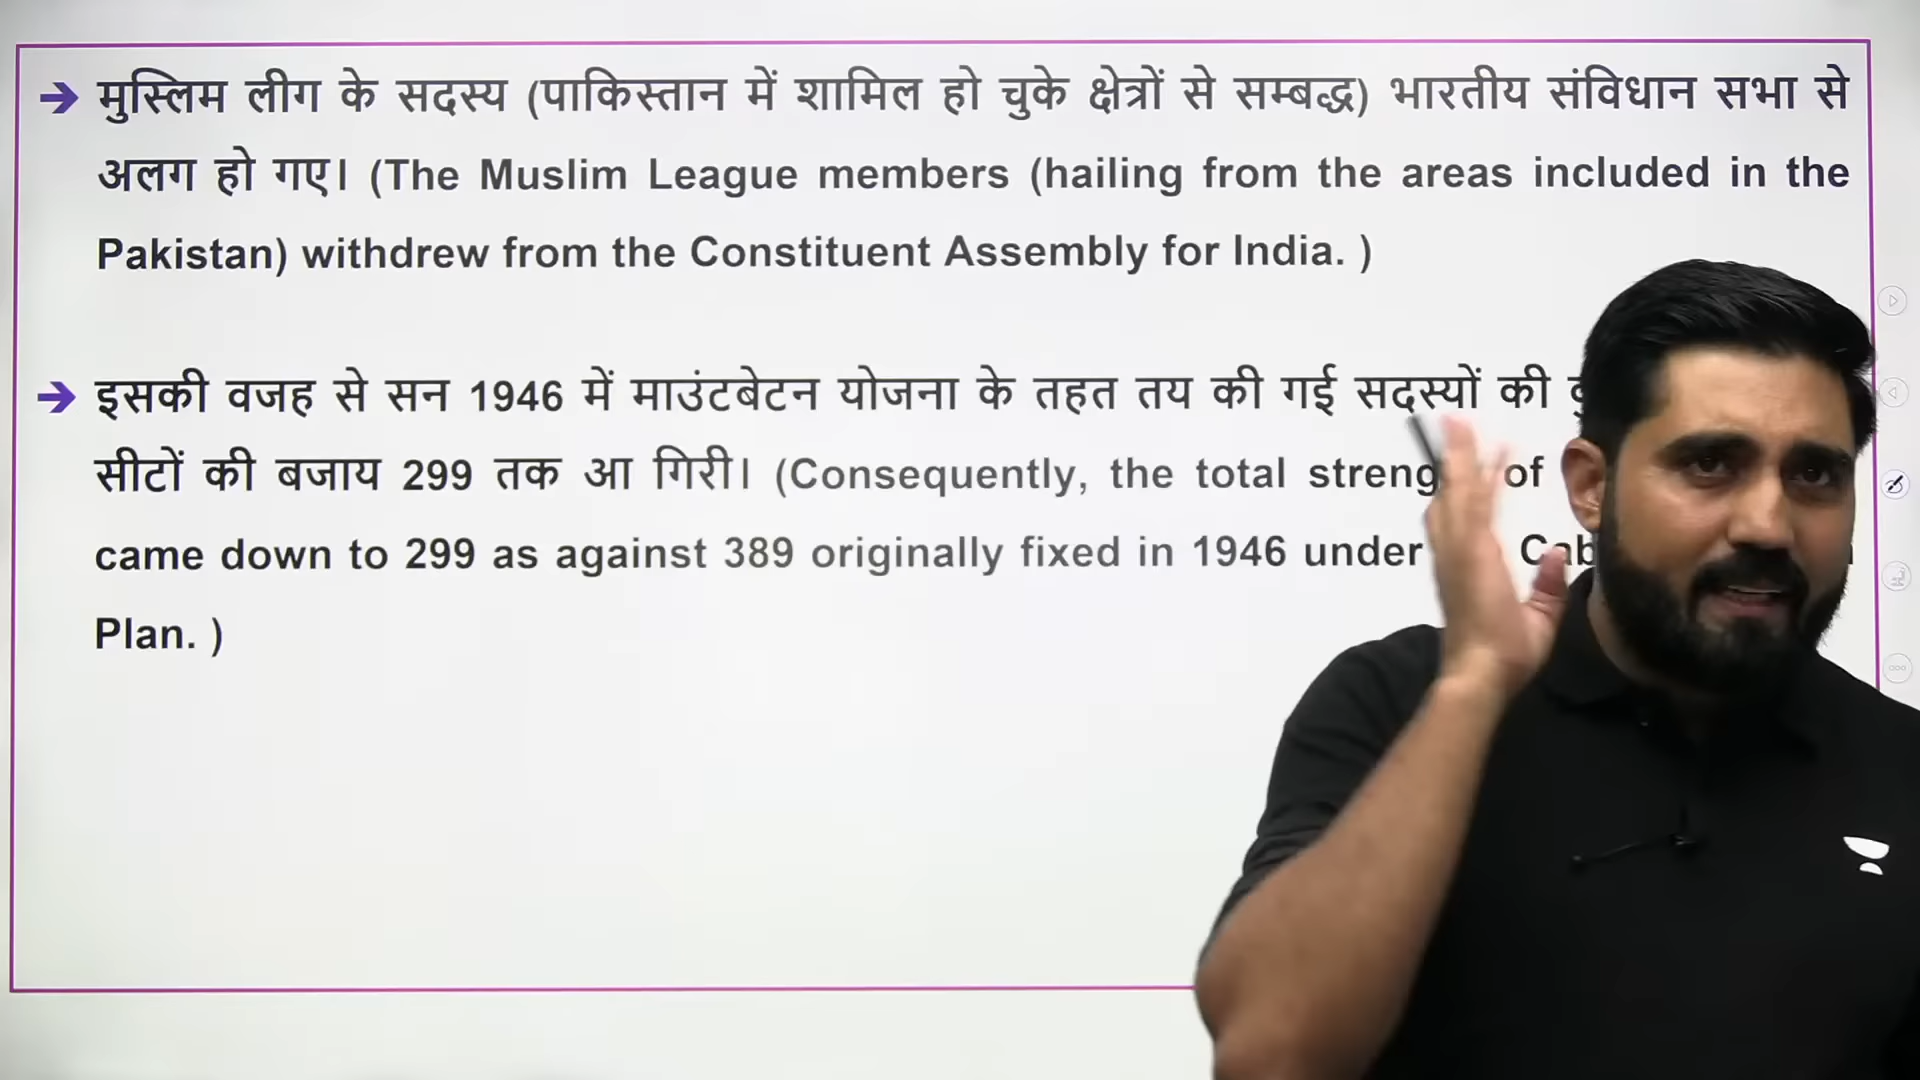 मुस्लिम लीग के सदस्य (पाकिस्तान में शामिल हो चुके क्षेत्रों से सम्बद्ध) भारतीय संविधान सभा से
अलग हो गए। (The Muslim League members (hailing from the areas included in the
Pakistan) withdrew from the Constituent Assembly for India. )
इसकी वजह से सन 1946 में माउंटबेटन योजना के तहत तय की गई सदस्यों की
सीटों की बजाय 299 तक आ गिरी। (Consequently, the total of
came down to 299 as against 389 originally fixed in 1946 under
Plan. )